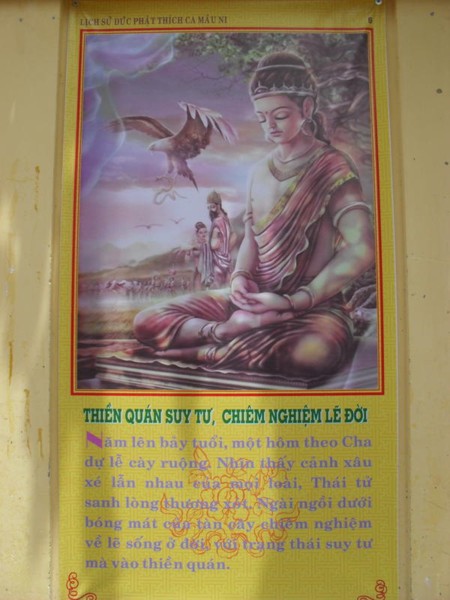 LỊCH SỬ ĐỨC PHẬT THÍCH CA MÂU NI
THIỀN QUÁN SUY TƯ, CHIÊM NGHIỆM LẼ ĐỜI
Năm lên bảy tuổi, một hôm theo Cha
dự lễ cày ruộng. Nhìn thấy cảnh xâu
xé lẫn nhau của mọi loài, Thái tử
sanh lòng thương xót, Ngài ngồi dưới
bóng mát của tàn cây chiêm nghiệm
về lẽ sống ở đời, với trạng thái suy tư
mà vào thiền quán.